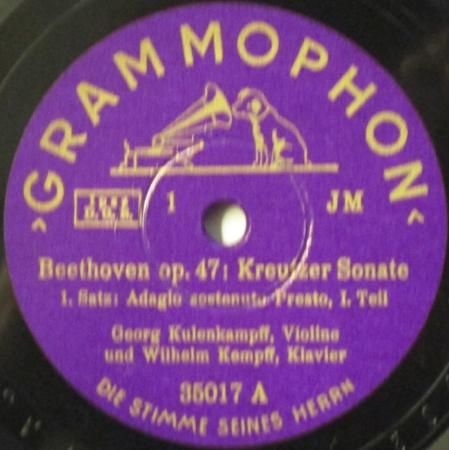 ›GRAMMOPHON‹
1 JM
Beethoven op. 47: Kreutzer Sonate
1. Satz: Adagio sostenuto Presto, I. Teil
Georg Kulenkampff, Violine
und Wilhelm Kempff, Klavier
35017 A
DIE STIMME SEINES HERRN